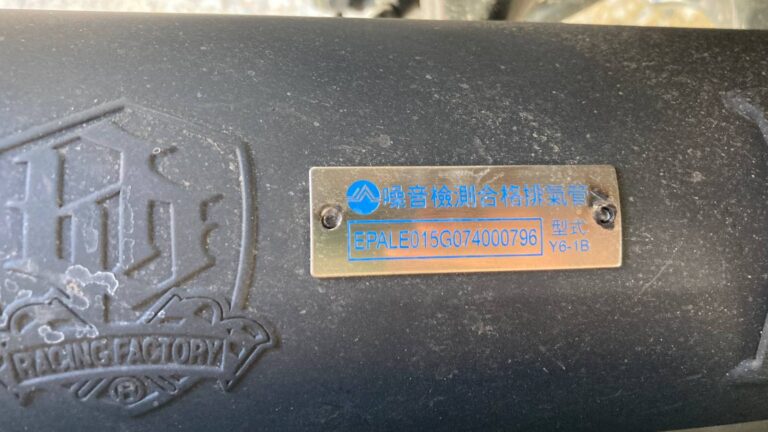 噪音檢測合格排氣管
EPALE015G074000796
型式
Y6-1B
RACING FACTORY
®